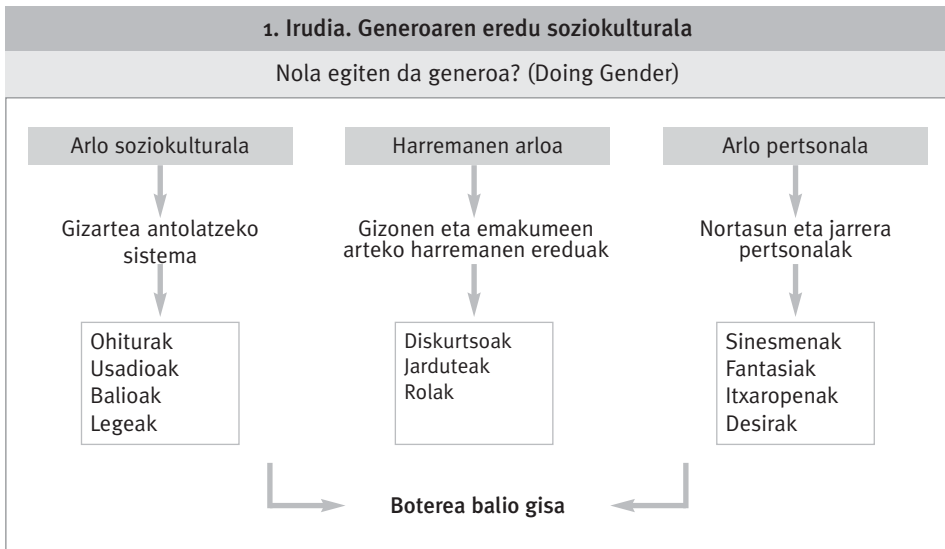 1. Irudia. Generoaren eredu soziokulturala
Nola egiten da generoa? (Doing Gender)
Arlo soziokulturala
Gizartea antolatzeko
sistema
Ohiturak
Usadioak
Balioak
Legeak
Harremanen arloa
Gizonen eta emakumeen
arteko harremanen ereduak
Diskurtsoak
Jarduteak
Rolak
Arlo pertsonala
Nortasun eta jarrera
pertsonalak
Sinesmenak
Fantasiak
Itxaropenak
Desirak
Boterea balio gisa